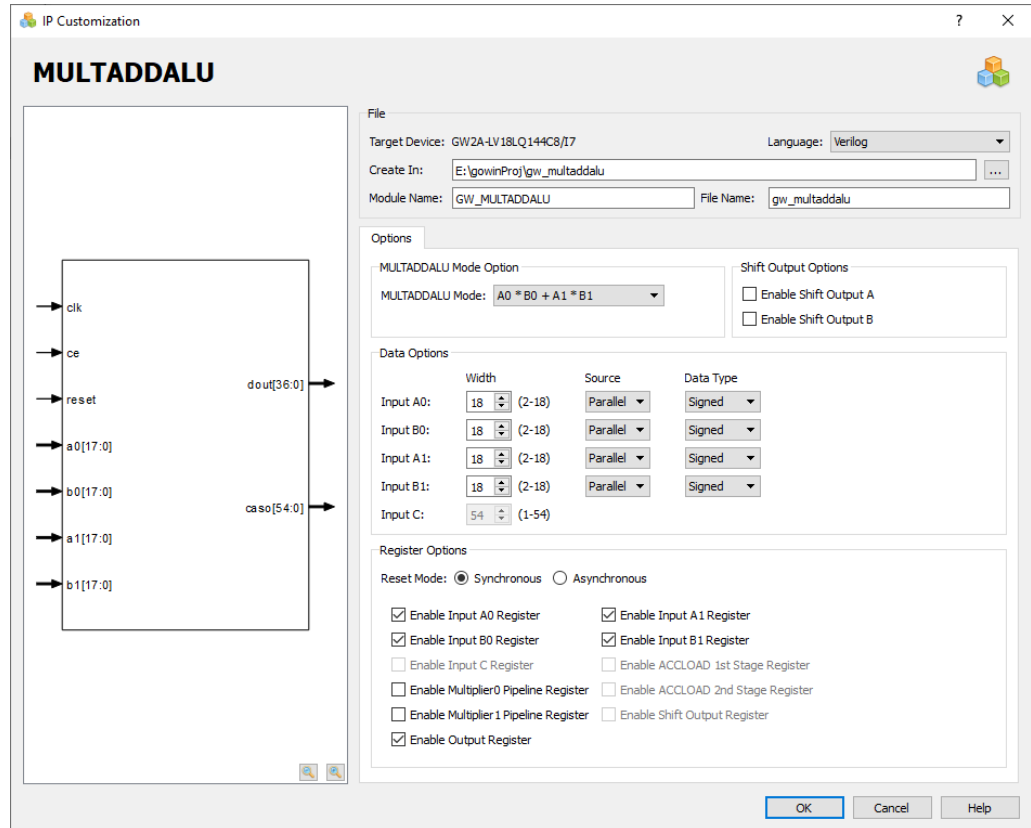 IP Customization
?
MULTADDALU
clk
ce
reset
a0[17:0]
b0[17:0]
a1[17:0]
b1[17:0]
dout[36:0]
caso[54:0]
File
Target Device: GW2A-LV18LQ144C8/I7 Language: Verilog
Create In: E:\gowinProj\gw_multaddalu ...
Module Name: GW_MULTADDALU File Name: gw_multaddalu
Options
MULTADDALU Mode Option
MULTADDALU Mode: A0 * B0 + A1 * B1
Shift Output Options
Enable Shift Output A
Enable Shift Output B
Data Options
Width Source Data Type
Input A0: 18 (2-18) Parallel Signed
Input B0: 18 (2-18) Parallel Signed
Input A1: 18 (2-18) Parallel Signed
Input B1: 18 (2-18) Parallel Signed
Input C: 54 (1-54)
Register Options
Reset Mode: Synchronous Asynchronous
Enable Input A0 Register Enable Input A1 Register
Enable Input B0 Register Enable Input B1 Register
Enable Input C Register Enable ACCLOAD 1st Stage Register
Enable Multiplier0 Pipeline Register Enable ACCLOAD 2nd Stage Register
Enable Multiplier1 Pipeline Register Enable Shift Output Register
Enable Output Register
OK Cancel Help